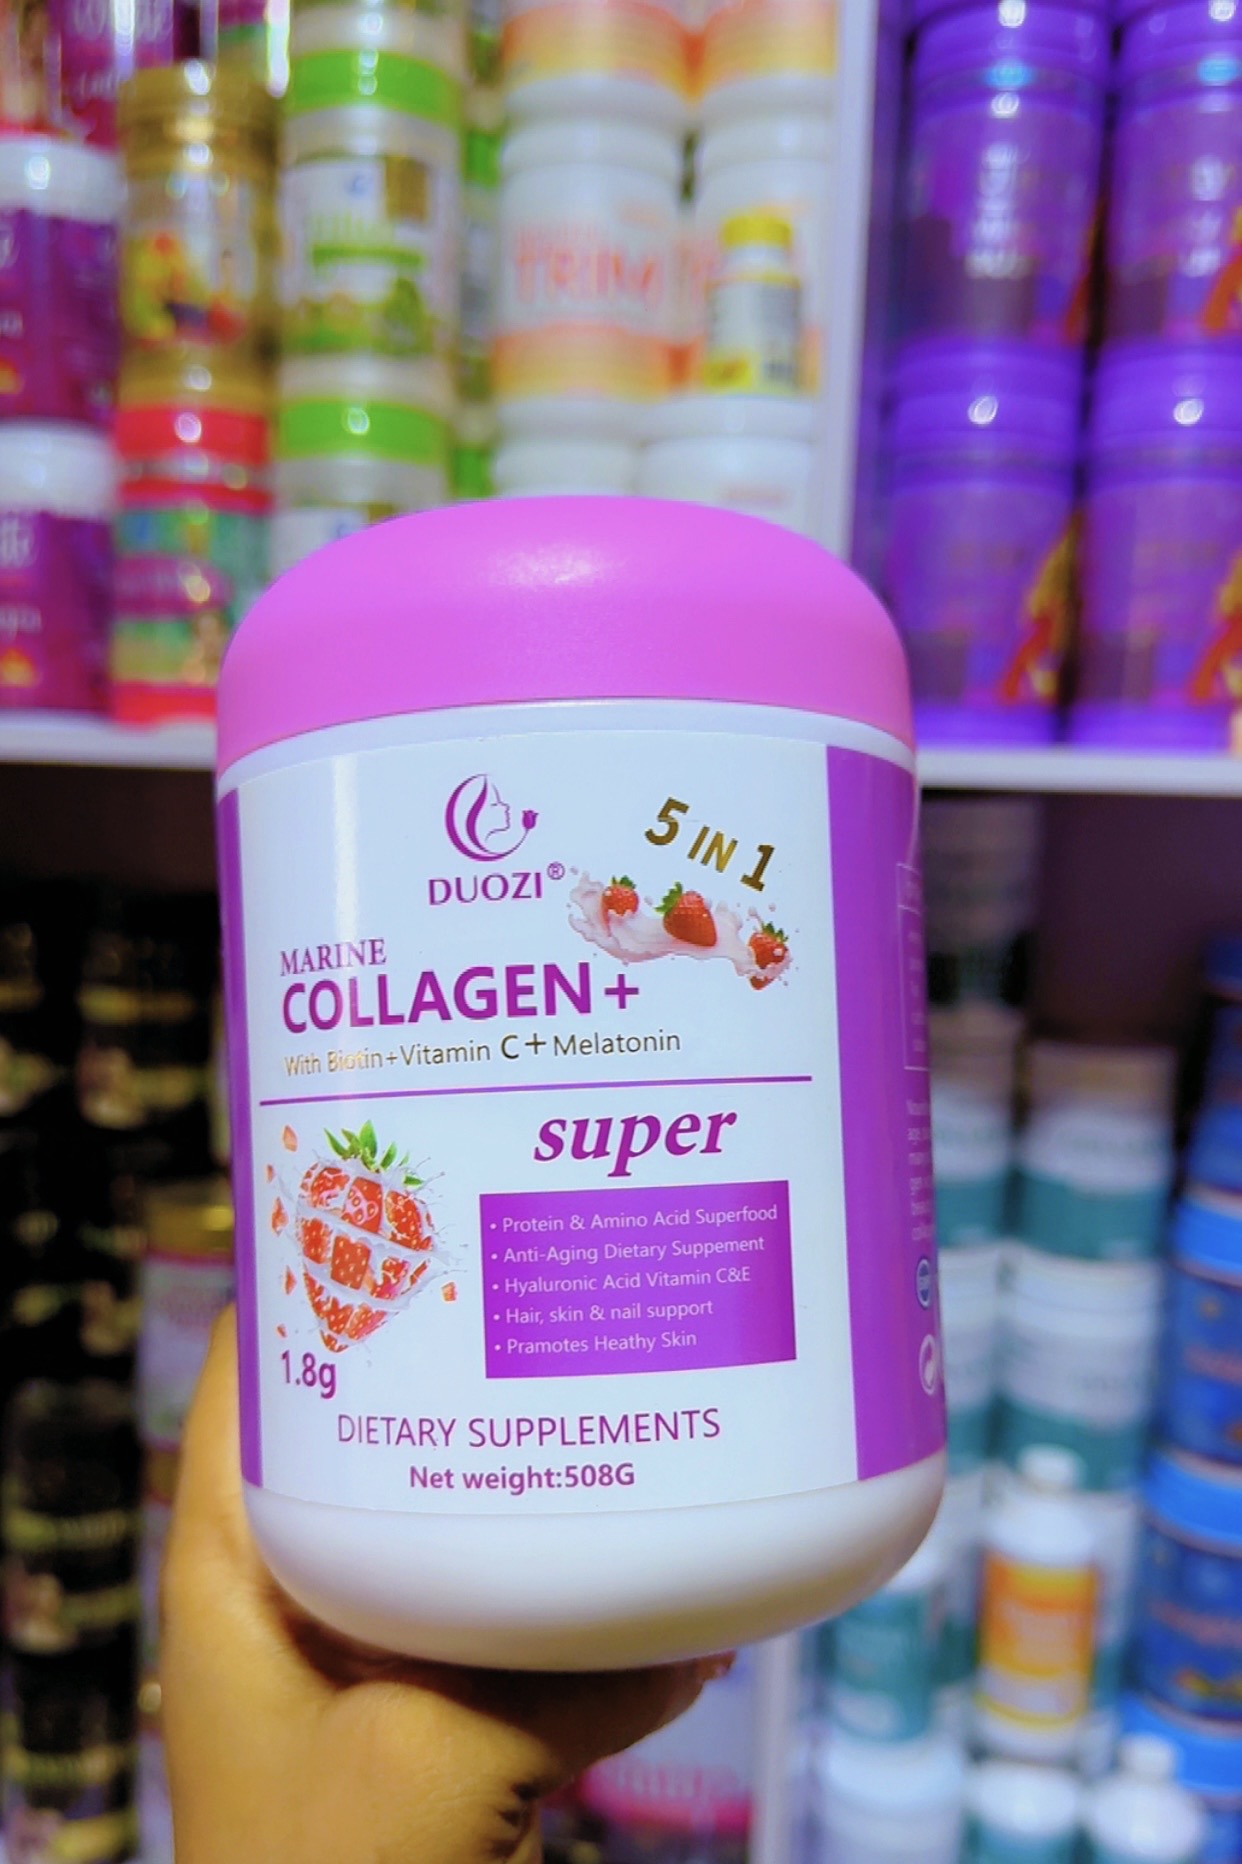 TRIM
DUOZI®
5 IN 1
MARINE
COLLAGEN+
With Biotin+Vitamin C+Melatonin
super
• Protein & Amino Acid Superfood
• Anti-Aging Dietary Suppement
• Hyaluronic Acid Vitamin C&E
• Hair, skin & nail support
• Pramotes Heathy Skin
1.8g
DIETARY SUPPLEMENTS
Net weight:508G